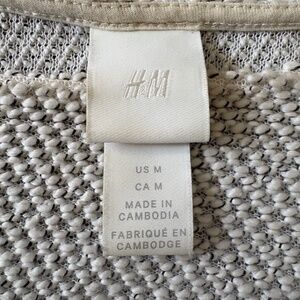 H&M
US M
CA M
MADE IN
CAMBODIA
FABRIQUÉ EN
CAMBODGE